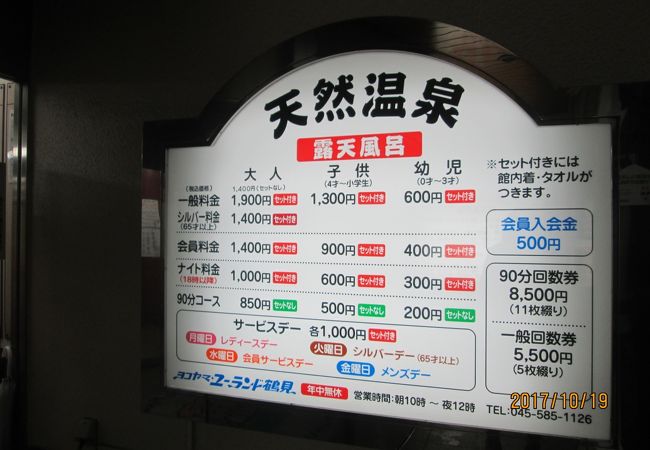 天然温泉
露天風呂
大人 子供 幼児
(4才～小学生) (0才～3才)
(税込価格) 1,400円(セットなし)
一般料金 1,900円 セット付き 1,300円 セット付き 600円 セット付き
シルバー料金 1,400円 セット付き
(65才以上)
会員料金 1,400円 セット付き 900円 セット付き 400円 セット付き
ナイト料金 1,000円 セット付き 600円 セット付き 300円 セット付き
(18時以降)
90分コース 850円 セットなし 500円 セットなし 200円 セットなし
サービスデー 各1,000円 セット付き
月曜日 レディースデー 火曜日 シルバーデー(65才以上)
水曜日 会員サービスデー 金曜日 メンズデー
ヨコヤマ・ユーランド鶴見 年中無休 営業時間:朝10時～夜12時
※セット付きには
館内着・タオルが
つきます。
会員入会金
500円
90分回数券
8,500円
(11枚綴り)
一般回数券
5,500円
(5枚綴り)
TEL:045-585-1126
2017/10/19